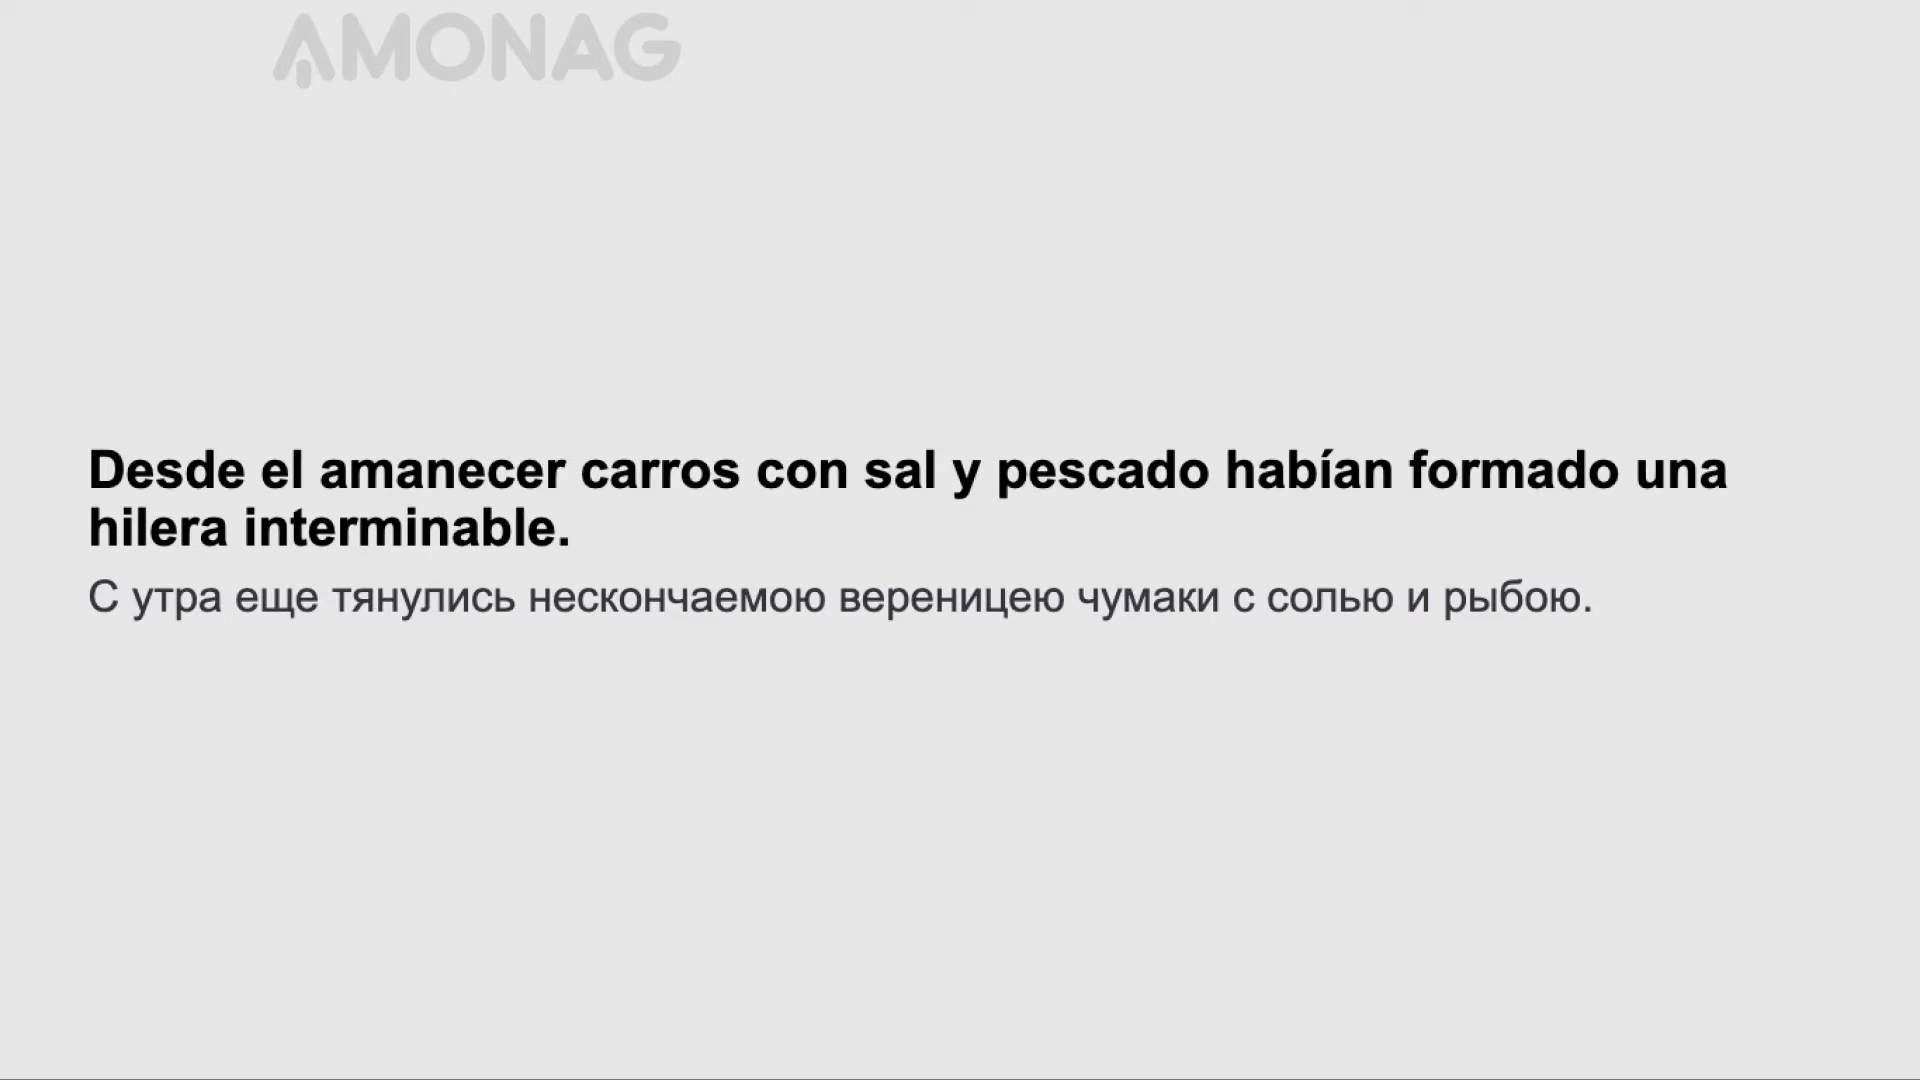 AMONAG
Desde el amanecer carros con sal y pescado habían formado una
hilera interminable.
С утра еще тянулись нескончаемою вереницею чумаки с солью и рыбою.